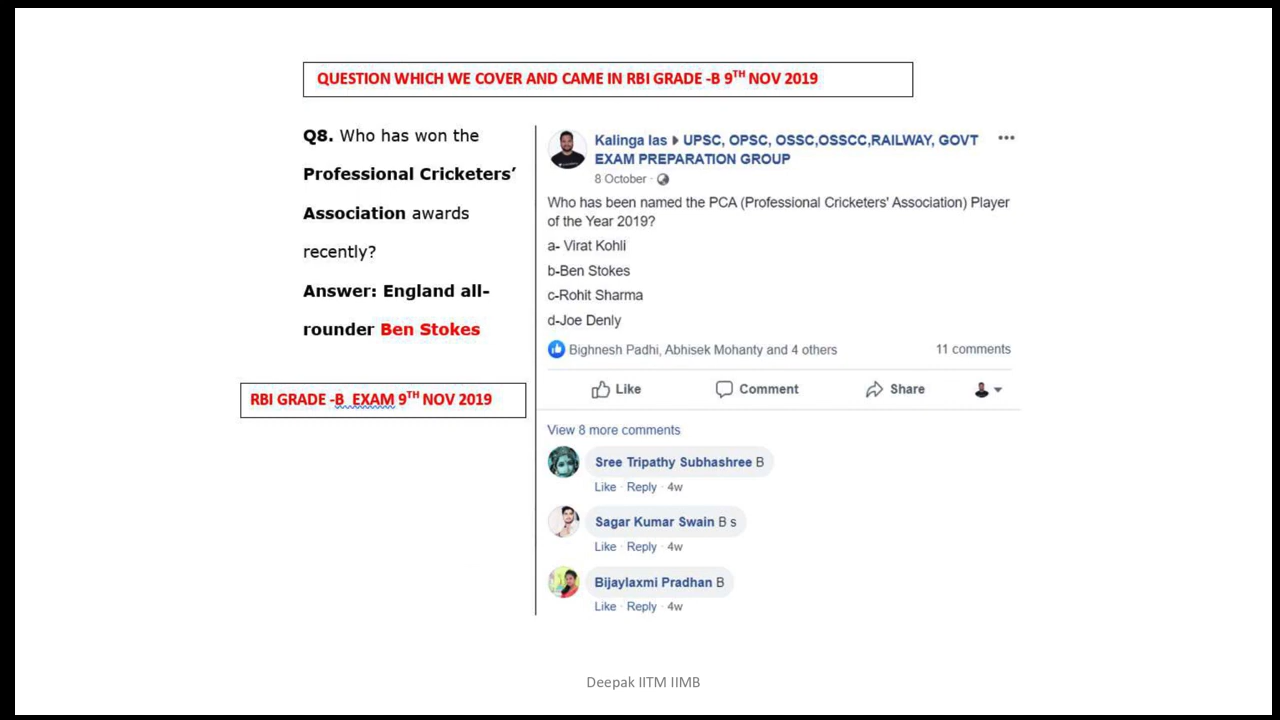 QUESTION WHICH WE COVER AND CAME IN RBI GRADE -B 9TH NOV 2019
Q8. Who has won the
Professional Cricketers’
Association awards
recently?
Answer: England all-
rounder Ben Stokes
RBI GRADE -B EXAM 9TH NOV 2019
Kalinga Ias UPSC, OPSC, OSSC,OSSCC,RAILWAY, GOVT
EXAM PREPARATION GROUP
8 October ·
Who has been named the PCA (Professional Cricketers' Association) Player
of the Year 2019?
a- Virat Kohli
b-Ben Stokes
c-Rohit Sharma
d-Joe Denly
Bighnesh Padhi, Abhisek Mohanty and 4 others 11 comments
Like Comment Share
View 8 more comments
Sree Tripathy Subhashree B
Like · Reply · 4w
Sagar Kumar Swain B s
Like · Reply · 4w
Bijaylaxmi Pradhan B
Like · Reply · 4w
Deepak IITM IIMB